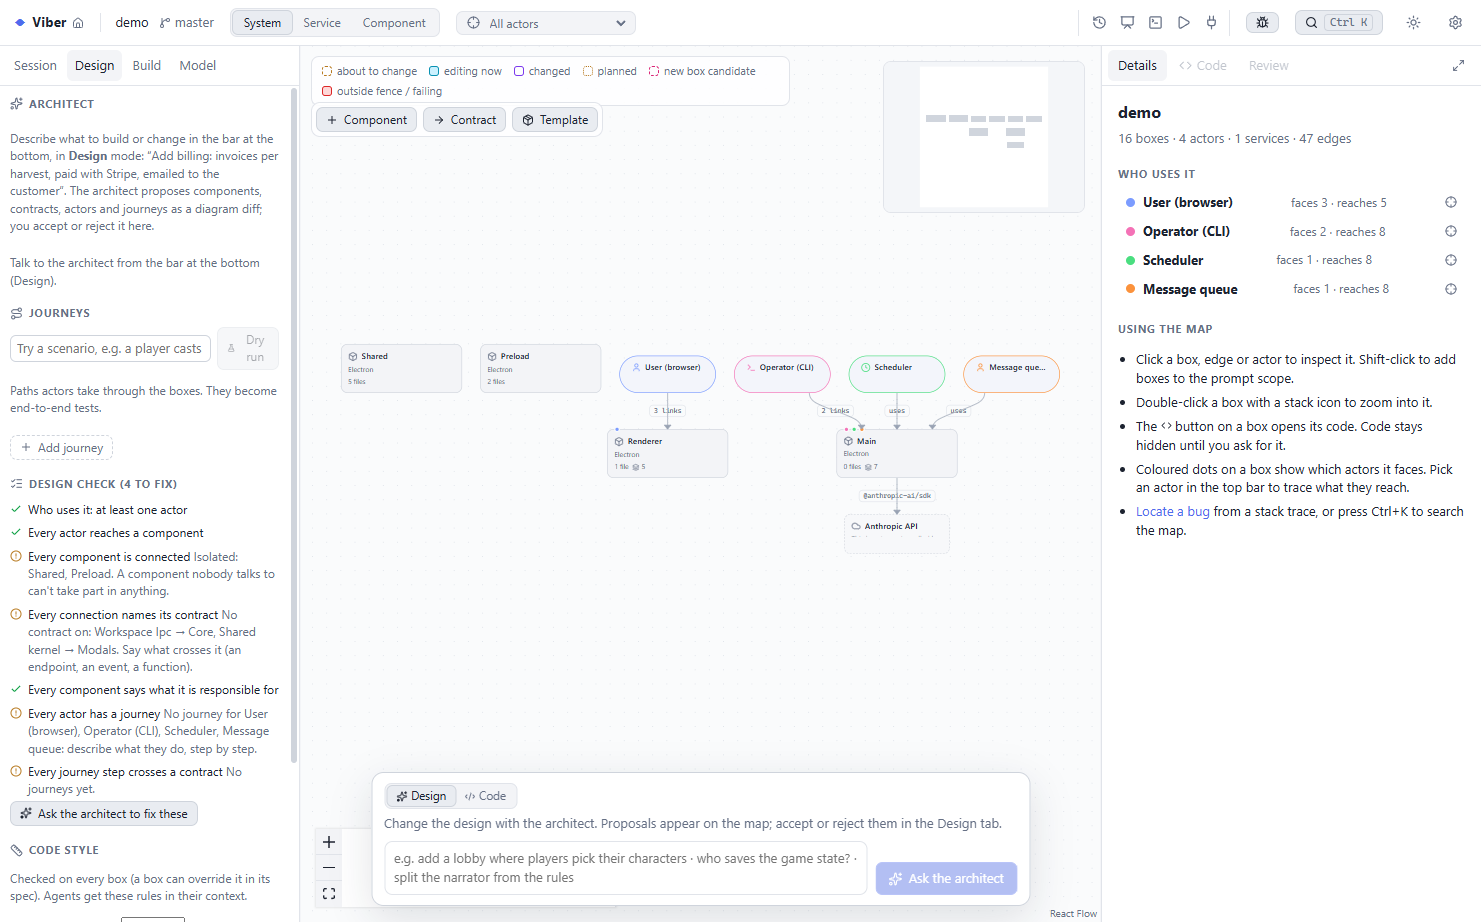 Viber
demo
master
System
Service
Component
All actors
Ctrl K
Session
Design
Build
Model
ARCHITECT
Describe what to build or change in the bar at the
bottom, in Design mode: “Add billing: invoices per
harvest, paid with Stripe, emailed to the
customer”. The architect proposes components,
contracts, actors and journeys as a diagram diff;
you accept or reject it here.
Talk to the architect from the bar at the bottom
(Design).
JOURNEYS
Try a scenario, e.g. a player casts
Dry
run
Paths actors take through the boxes. They become
end-to-end tests.
Add journey
DESIGN CHECK (4 TO FIX)
Who uses it: at least one actor
Every actor reaches a component
Every component is connected Isolated:
Shared, Preload. A component nobody talks to
can't take part in anything.
Every connection names its contract No
contract on: Workspace Ipc → Core, Shared
kernel → Modals. Say what crosses it (an
endpoint, an event, a function).
Every component says what it is responsible for
Every actor has a journey No journey for User
(browser), Operator (CLI), Scheduler, Message
queue: describe what they do, step by step.
Every journey step crosses a contract No
journeys yet.
Ask the architect to fix these
CODE STYLE
Checked on every box (a box can override it in its
spec). Agents get these rules in their context.
about to change
editing now
changed
planned
new box candidate
outside fence / failing
Component
Contract
Template
Shared
Electron
5 files
Preload
Electron
2 files
User (browser)
Operator (CLI)
Scheduler
Message que...
3 links
2 links
uses
uses
Renderer
Electron
1 file
5
Main
Electron
0 files
7
@anthropic-ai/sdk
Anthropic API
Design
Code
Change the design with the architect. Proposals appear on the map; accept or reject them in the Design tab.
e.g. add a lobby where players pick their characters · who saves the game state? ·
split the narrator from the rules
Ask the architect
React Flow
Details
Code
Review
demo
16 boxes · 4 actors · 1 services · 47 edges
WHO USES IT
User (browser)
faces 3 · reaches 5
Operator (CLI)
faces 2 · reaches 8
Scheduler
faces 1 · reaches 8
Message queue
faces 1 · reaches 8
USING THE MAP
Click a box, edge or actor to inspect it. Shift-click to add
boxes to the prompt scope.
Double-click a box with a stack icon to zoom into it.
The <> button on a box opens its code. Code stays
hidden until you ask for it.
Coloured dots on a box show which actors it faces. Pick
an actor in the top bar to trace what they reach.
Locate a bug from a stack trace, or press Ctrl+K to search
the map.